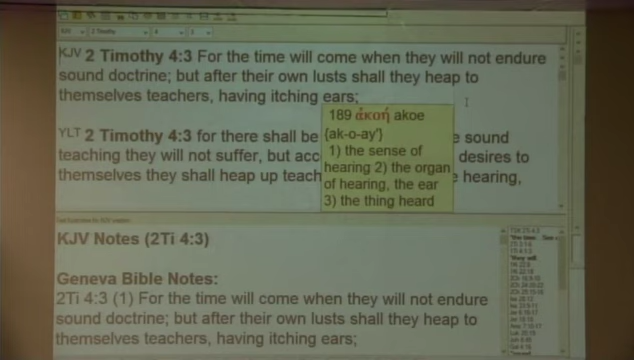 KJV 2 Timothy 4 3
KJV 2 Timothy 4:3 For the time will come when they will not endure
sound doctrine; but after their own lusts shall they heap to
themselves teachers, having itching ears;
189 ἀκοή akoe
{ak-o-ay'}
1) the sense of
hearing 2) the organ
of hearing, the ear
3) the thing heard
YLT 2 Timothy 4:3 for there shall be e sound
teaching they will not suffer, but acc desires to
themselves they shall heap up teach e hearing,
KJV Notes (2Ti 4:3)
Geneva Bible Notes:
2Ti 4:3 (1) For the time will come when they will not endure
sound doctrine; but after their own lusts shall they heap to
themselves teachers, having itching ears;